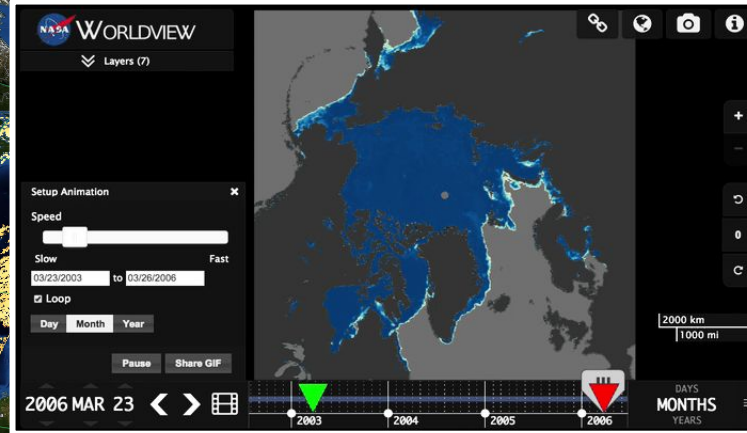 NASA WORLDVIEW
Layers (7)
Setup Animation
Speed
Slow Fast
03/23/2003 to 03/26/2006
Loop
Day Month Year
Pause Share GIF
2006 MAR 23
2003 2004 2005 2006
0
2000 km
1000 mi
DAYS
MONTHS
YEARS